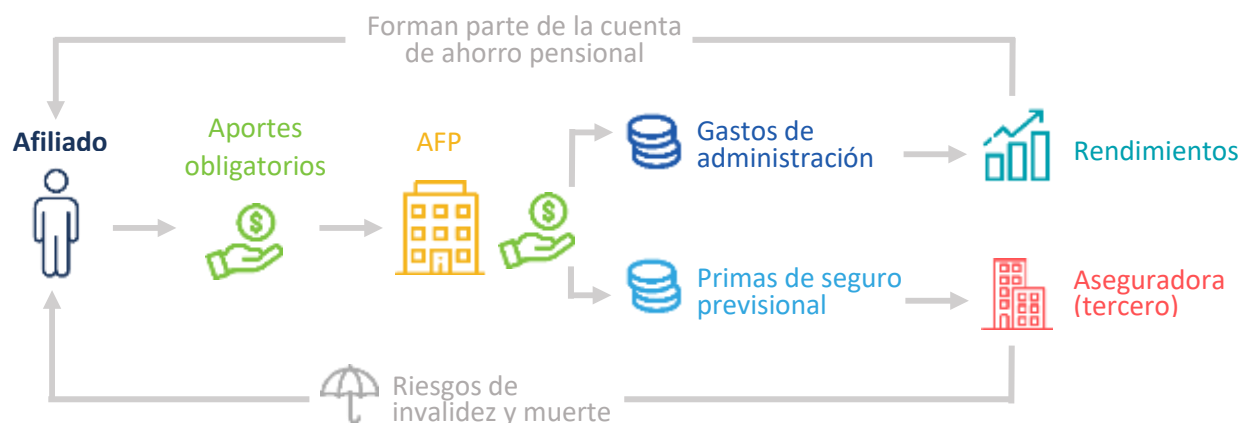 Forman parte de la cuenta
de ahorro pensional
Afiliado
Aportes
obligatorios
AFP
Gastos de
administración
Rendimientos
$
$
Primas de seguro
previsional
Aseguradora
(tercero)
Riesgos de
invalidez y muerte